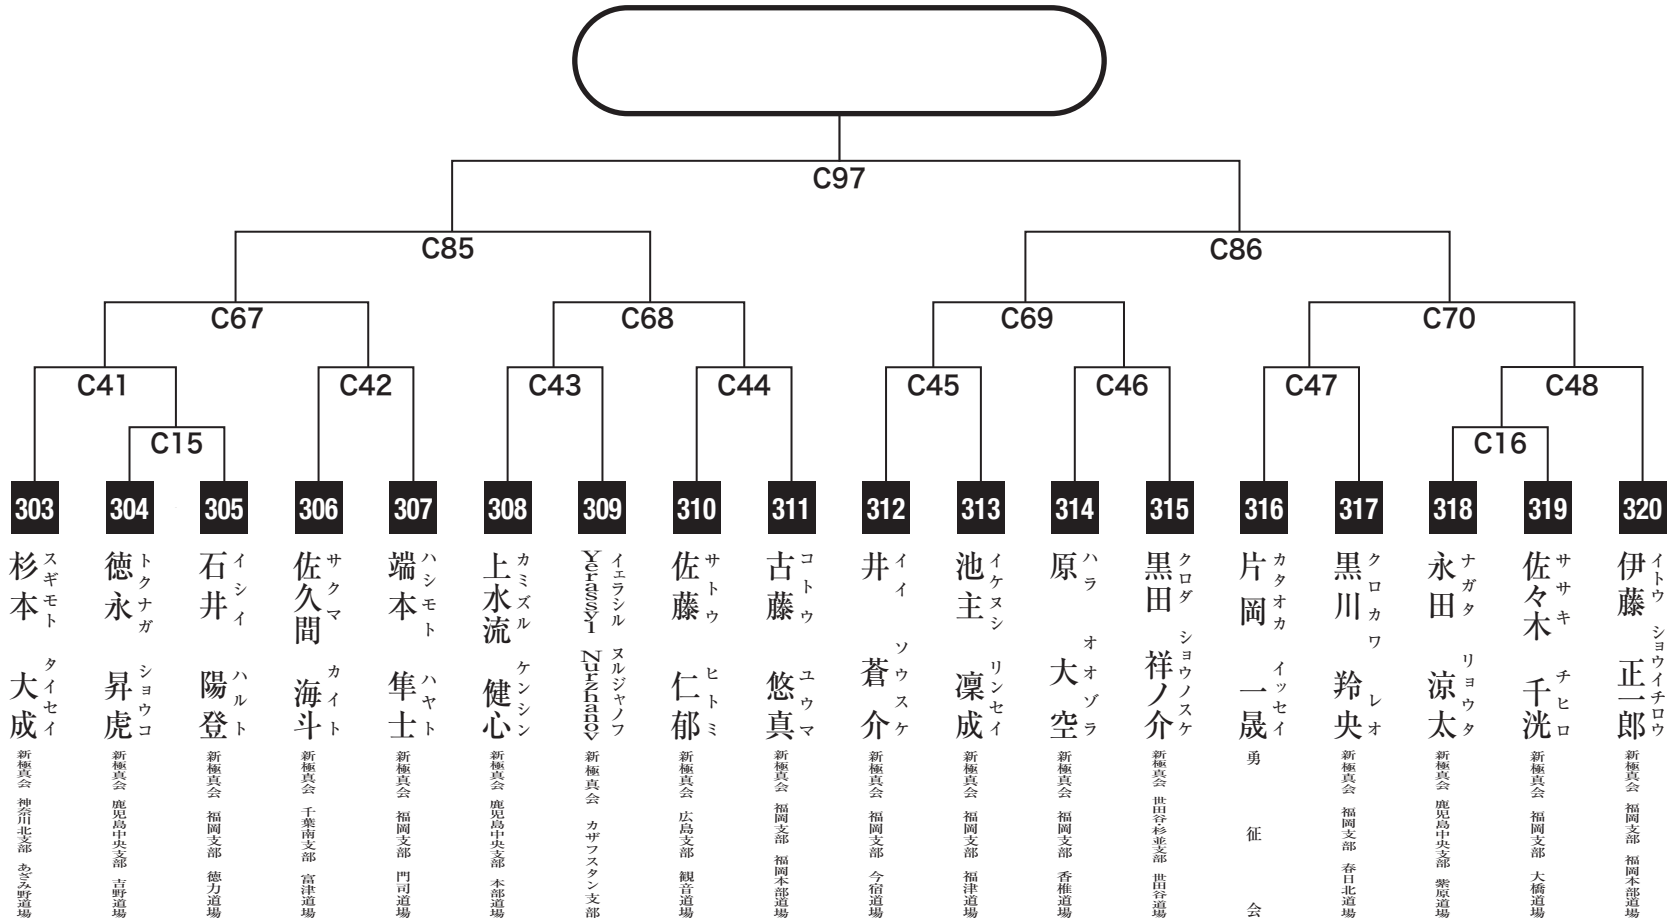 C97
C85
C86
C67
C68
C69
C70
C41
C42
C43
C44
C45
C46
C47
C48
C15
C16
303
杉本 大成
スギモト タイセイ
新極真会 神奈川北支部 あざみ野道場
304
徳永 昇虎
トクナガ ショウコ
新極真会 鹿児島中央支部 吉野道場
305
石井 陽登
イシイ ハルト
新極真会 福岡支部 徳力道場
306
佐久間 海斗
サクマ カイト
新極真会 千葉南支部 富津道場
307
端本 隼士
ハシモト ハヤト
新極真会 福岡支部 門司道場
308
上水流 健心
カミズル ケンシン
新極真会 鹿児島中央支部 本部道場
309
Yerassyl Nurzhanov
イェラシル ヌルジャノフ
新極真会 カザフスタン支部
310
佐藤 仁郁
サトウ ヒトミ
新極真会 広島支部 観音道場
311
古藤 悠真
コトウ ユウマ
新極真会 福岡支部 福岡本部道場
312
井 蒼介
イイ ソウスケ
新極真会 福岡支部 今宿道場
313
池主 凜成
イケヌシ リンセイ
新極真会 福岡支部 福津道場
314
原 大空
ハラ オオゾラ
新極真会 福岡支部 香椎道場
315
黒田 祥ノ介
クロダ ショウノスケ
新極真会 世田谷杉並支部 世田谷道場
316
片岡 一晟
カタオカ イッセイ
勇征会
317
黒川 羚央
クロカワ レオ
新極真会 福岡支部 春日北道場
318
永田 涼太
ナガタ リョウタ
新極真会 鹿児島中央支部 紫原道場
319
佐々木 千洸
ササキ チヒロ
新極真会 福岡支部 大橋道場
320
伊藤 正一郎
イトウ ショウイチロウ
新極真会 福岡支部 福岡本部道場